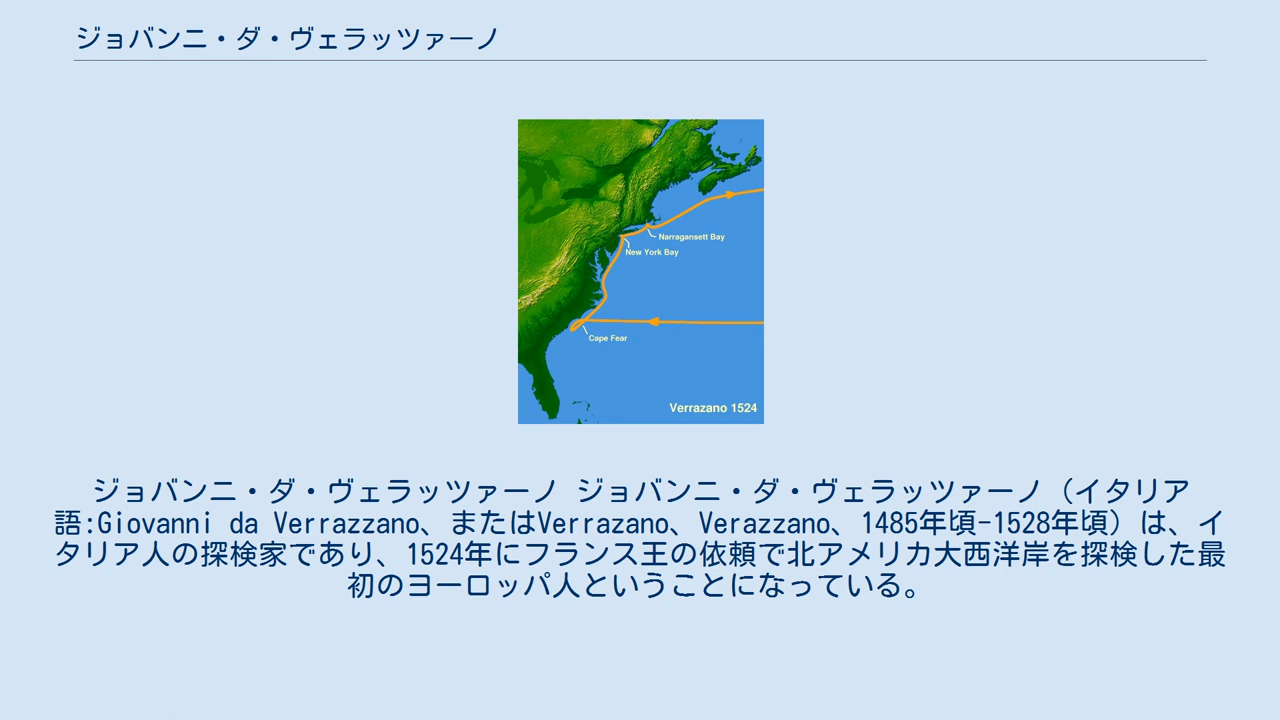 ジョバンニ・ダ・ヴェラッツァーノ
Narragansett Bay
New York Bay
Cape Fear
Verrazano 1524
ジョバンニ・ダ・ヴェラッツァーノ ジョバンニ・ダ・ヴェラッツァーノ（イタリア
語:Giovanni da Verrazzano、またはVerrazano、Verazzano、1485年頃-1528年頃）は、イ
タリア人の探検家であり、1524年にフランス王の依頼で北アメリカ大西洋岸を探検した最
初のヨーロッパ人ということになっている。